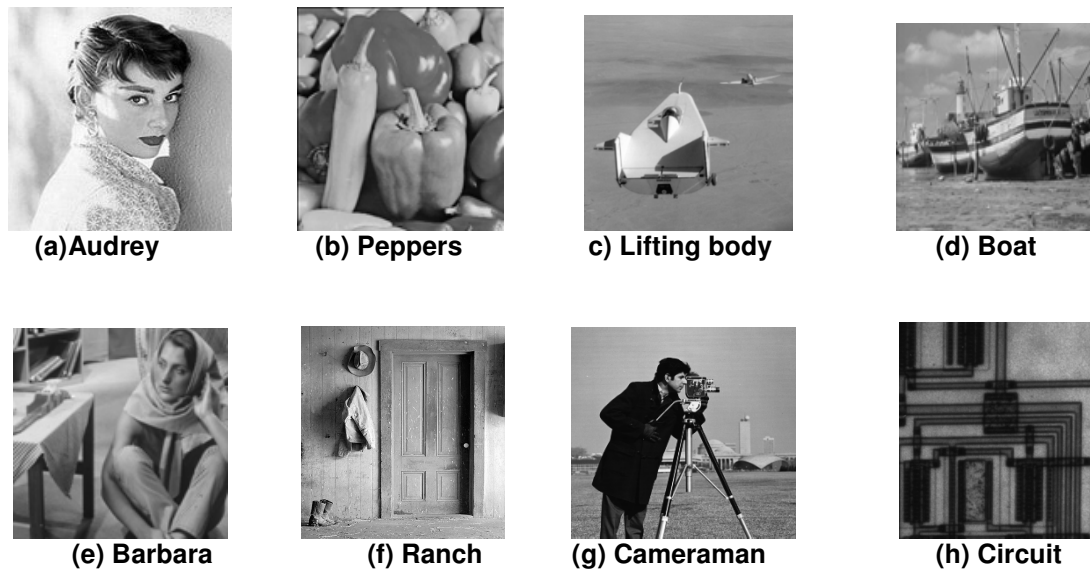 (a)Audrey
(b) Peppers
c) Lifting body
(d) Boat
(e) Barbara
(f) Ranch
(g) Cameraman
(h) Circuit